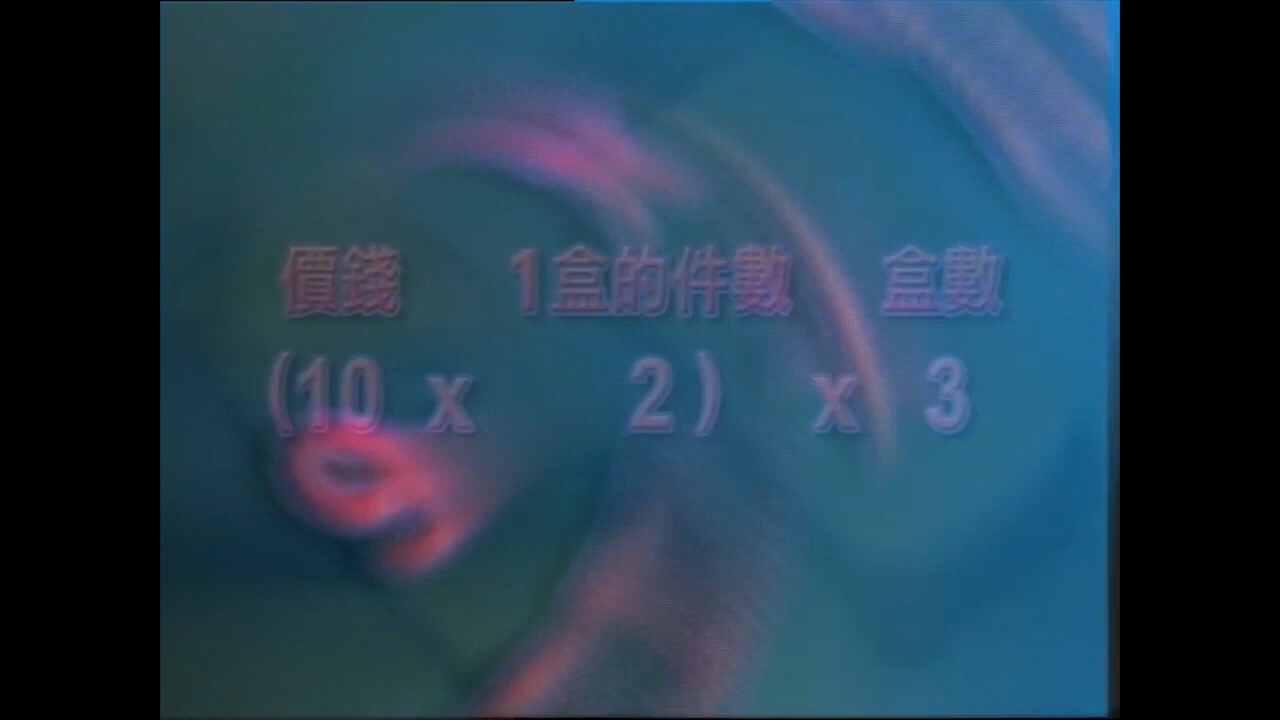 價錢 1盒的件數 盒數
(10 x 2) x 3